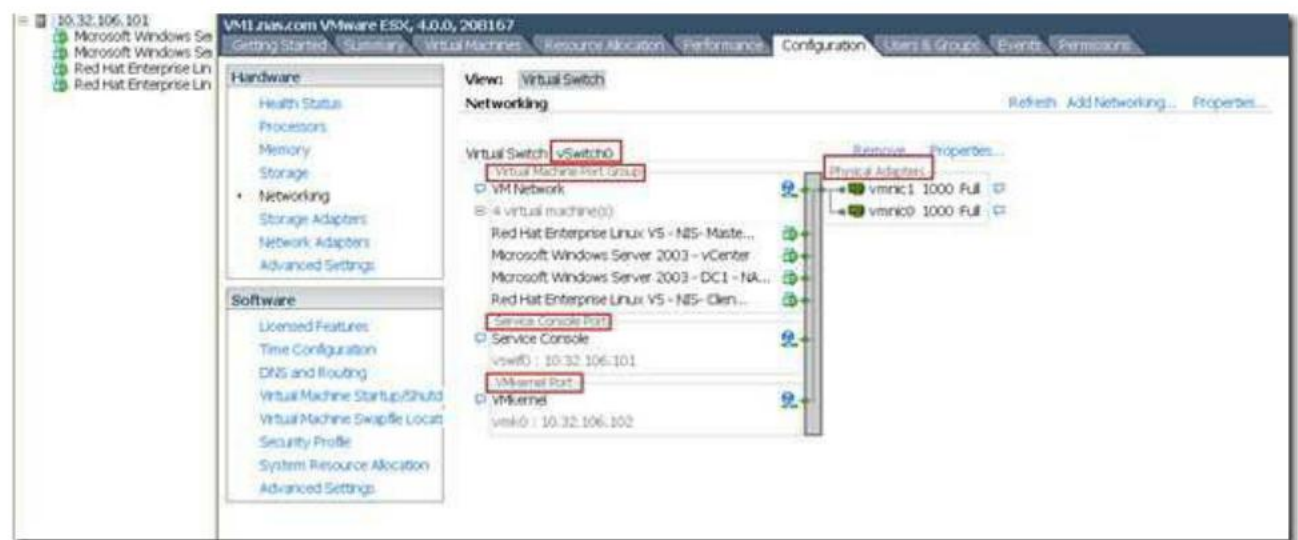 10.32.106.101
Microsoft Windows Se
Microsoft Windows Se
Red Hat Enterprise Lin
Red Hat Enterprise Lin
VM1.nas.com VMware ESX, 4.0.0, 208167
Getting Started Summary Virtual Machines Resource Allocation Performance Configuration Users & Groups Events Permissions
Hardware
Health Status
Processors
Memory
Storage
Networking
Storage Adapters
Network Adapters
Advanced Settings
Software
Licensed Features
Time Configuration
DNS and Routing
Virtual Machine Startup/Shutd
Virtual Machine Swapfile Locati
Security Profile
System Resource Allocation
Advanced Settings
View: Virtual Switch
Networking
Refresh Add Networking... Properties...
Virtual Switch: vSwitch0
Remove... Properties...
Virtual Machine Port Group
Physical Adapters
VM Network
vmnic1 1000 Full
4 virtual machine(s)
vmnic0 1000 Full
Red Hat Enterprise Linux V5 - NIS- Maste...
Microsoft Windows Server 2003 - vCenter
Microsoft Windows Server 2003 - DC1 - NA...
Red Hat Enterprise Linux V5 - NIS- Clien...
Service Console Port
Service Console
vswif0 : 10.32.106.101
VMkernel Port
VMkernel
vmk0 : 10.32.106.102